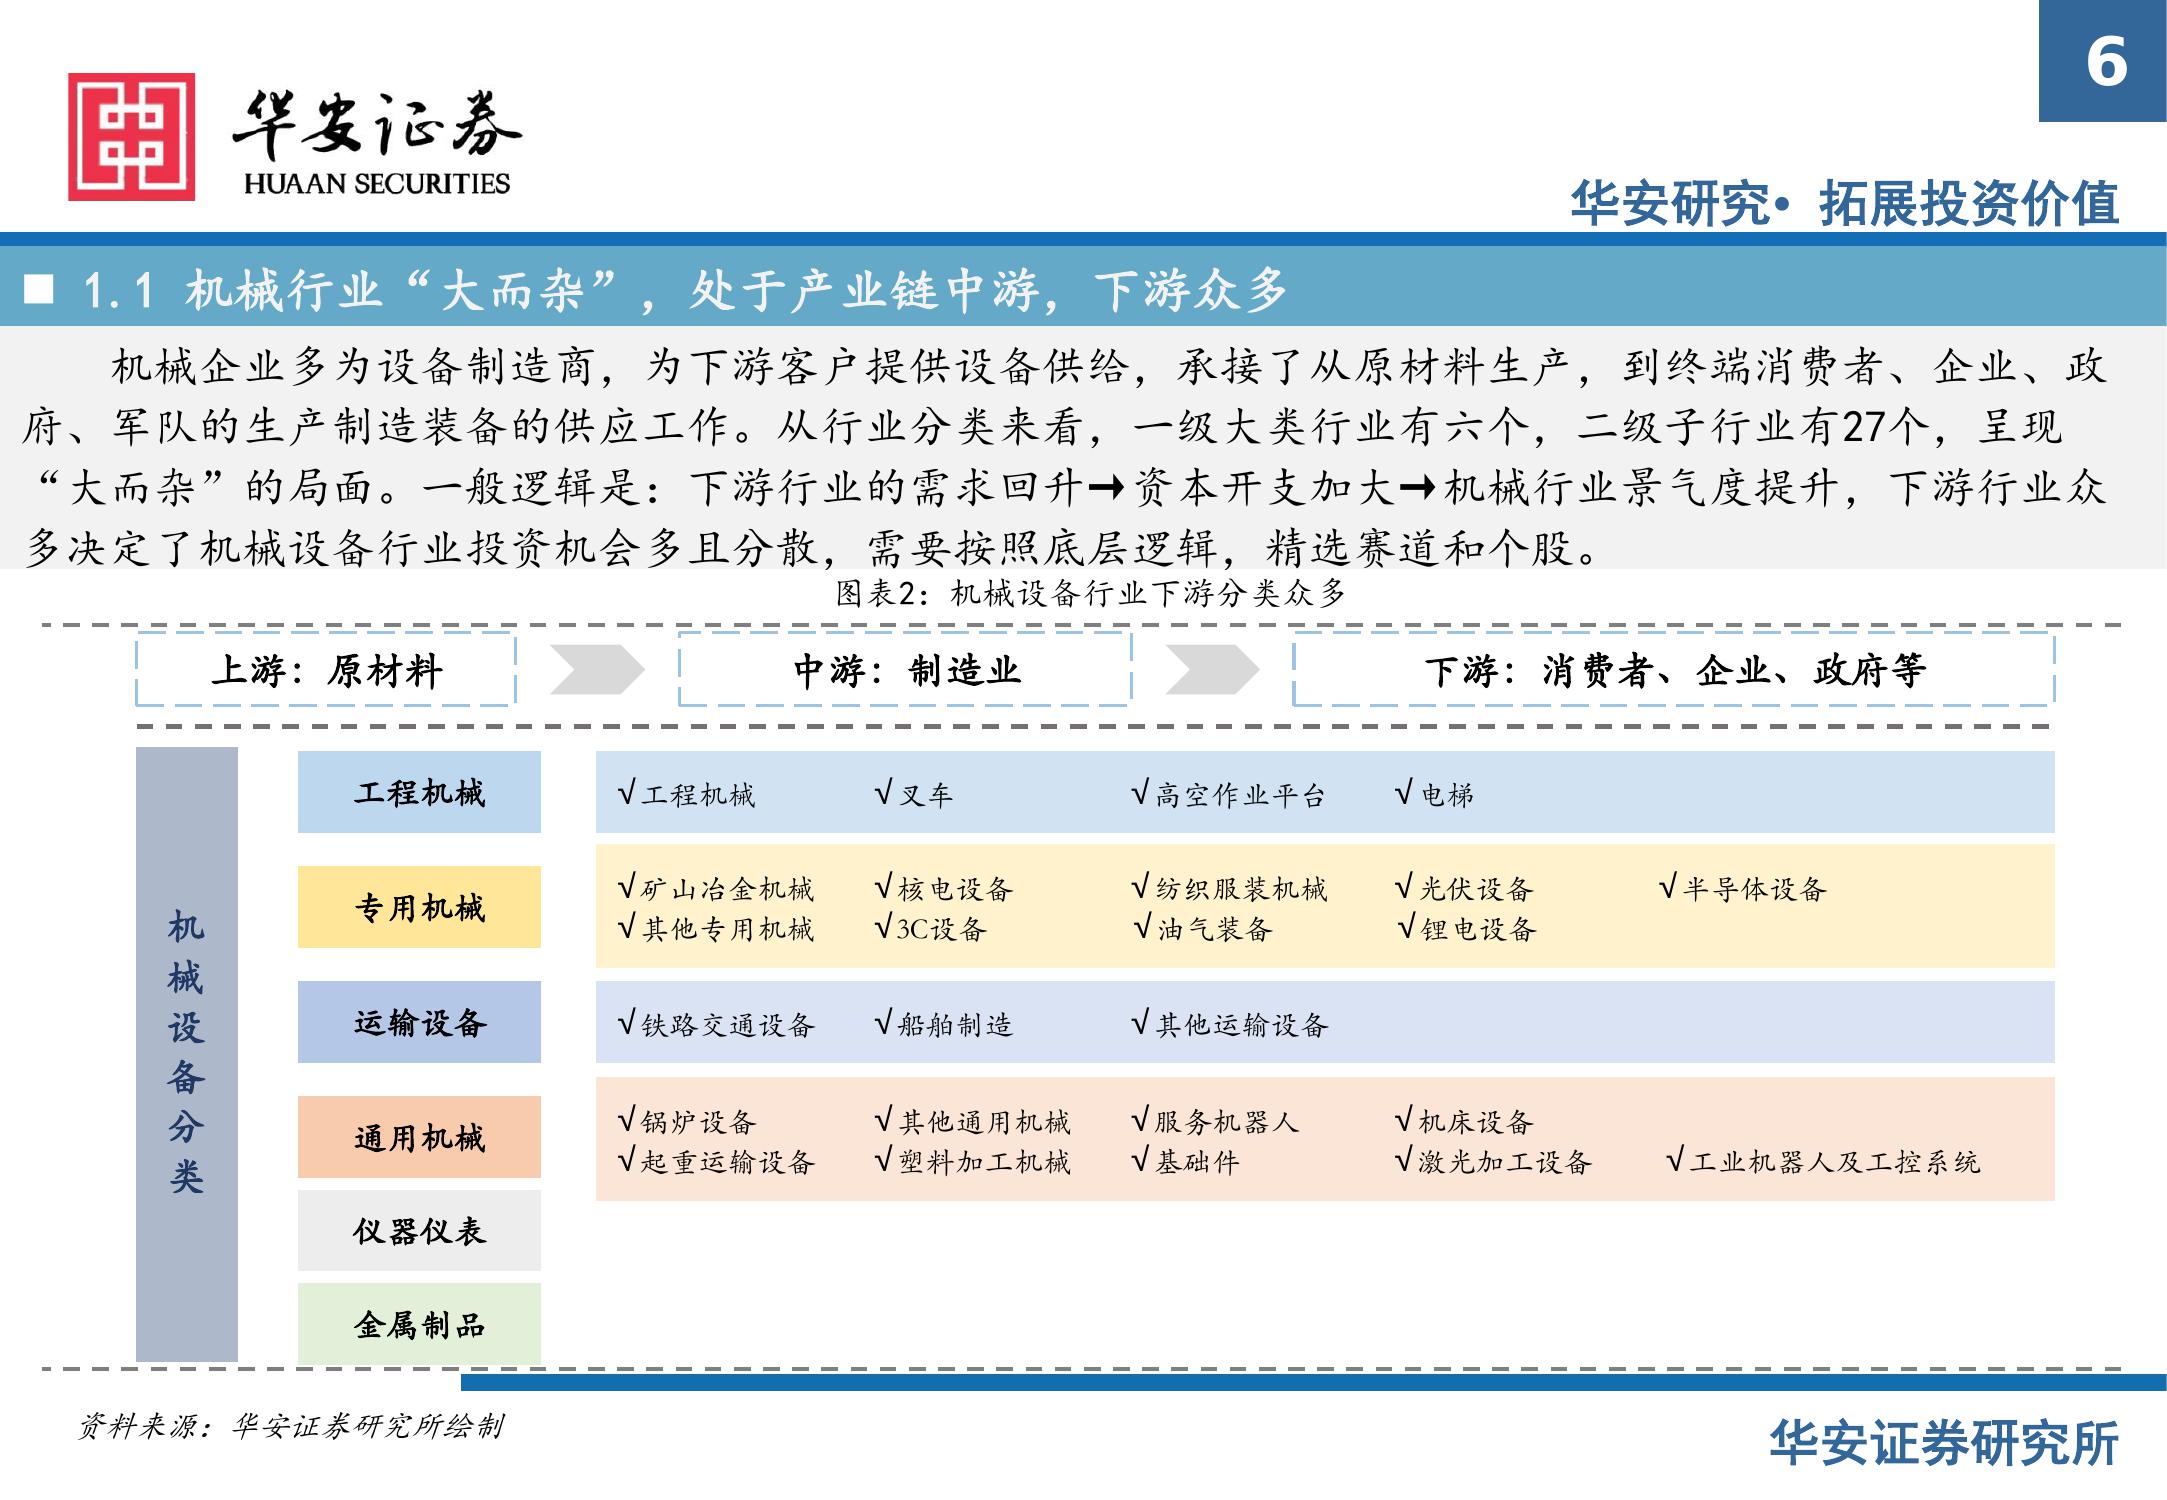 6
华安证券
HUAAN SECURITIES
华安研究• 拓展投资价值
■ 1.1 机械行业“大而杂”，处于产业链中游，下游众多
机械企业多为设备制造商，为下游客户提供设备供给，承接了从原材料生产，到终端消费者、企业、政
府、军队的生产制造装备的供应工作。从行业分类来看，一级大类行业有六个，二级子行业有27个，呈现
“大而杂”的局面。一般逻辑是：下游行业的需求回升→资本开支加大→机械行业景气度提升，下游行业众
多决定了机械设备行业投资机会多且分散，需要按照底层逻辑，精选赛道和个股。
图表2：机械设备行业下游分类众多
上游：原材料 中游：制造业 下游：消费者、企业、政府等
机械设备分类
工程机械
√工程机械 √叉车 √高空作业平台 √电梯
专用机械
√矿山冶金机械 √核电设备 √纺织服装机械 √光伏设备 √半导体设备
√其他专用机械 √3C设备 √油气装备 √锂电设备
运输设备
√铁路交通设备 √船舶制造 √其他运输设备
通用机械
√锅炉设备 √其他通用机械 √服务机器人 √机床设备
√起重运输设备 √塑料加工机械 √基础件 √激光加工设备 √工业机器人及工控系统
仪器仪表
金属制品
资料来源：华安证券研究所绘制
华安证券研究所